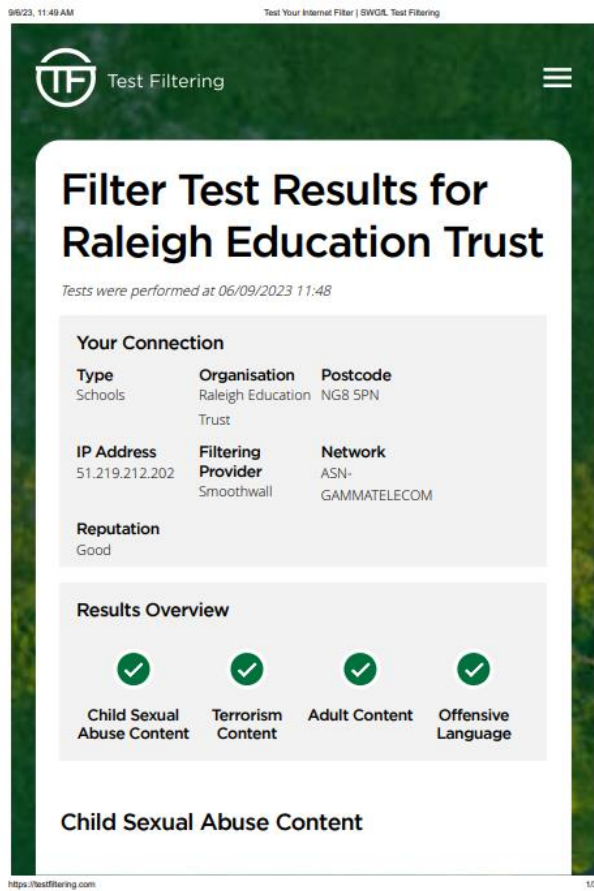 9/6/23, 11:49 AM
Test Your Internet Filter | SWGfL Test Filtering
TF
Test Filtering
Filter Test Results for
Raleigh Education Trust
Tests were performed at 06/09/2023 11:48
Your Connection
Type
Schools
Organisation
Raleigh Education
Trust
Postcode
NG8 5PN
IP Address
51.219.212.202
Filtering
Provider
Smoothwall
Network
ASN-
GAMMATELECOM
Reputation
Good
Results Overview
Child Sexual
Abuse Content
Terrorism
Content
Adult Content
Offensive
Language
Child Sexual Abuse Content
https://testfiltering.com